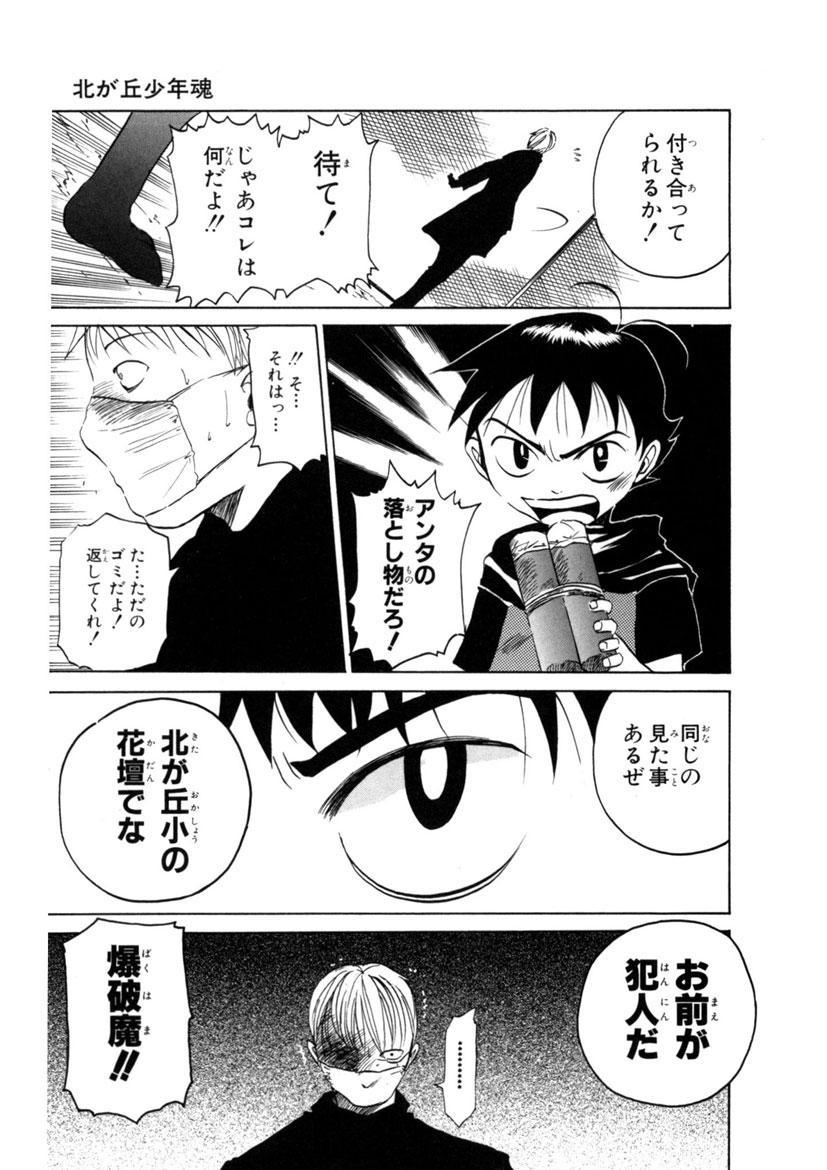 北が丘少年魂
付き合って
られるか!
待て!
じゃあコレは
何だよ!!
アンタの
落とし物だろ!
!!そ…
それはっ…
た…ただの
ゴミだよ!
返してくれ!
同じの
見た事
あるぜ
北が丘小の
花壇でな
お前が
犯人だ
………
爆破魔!!